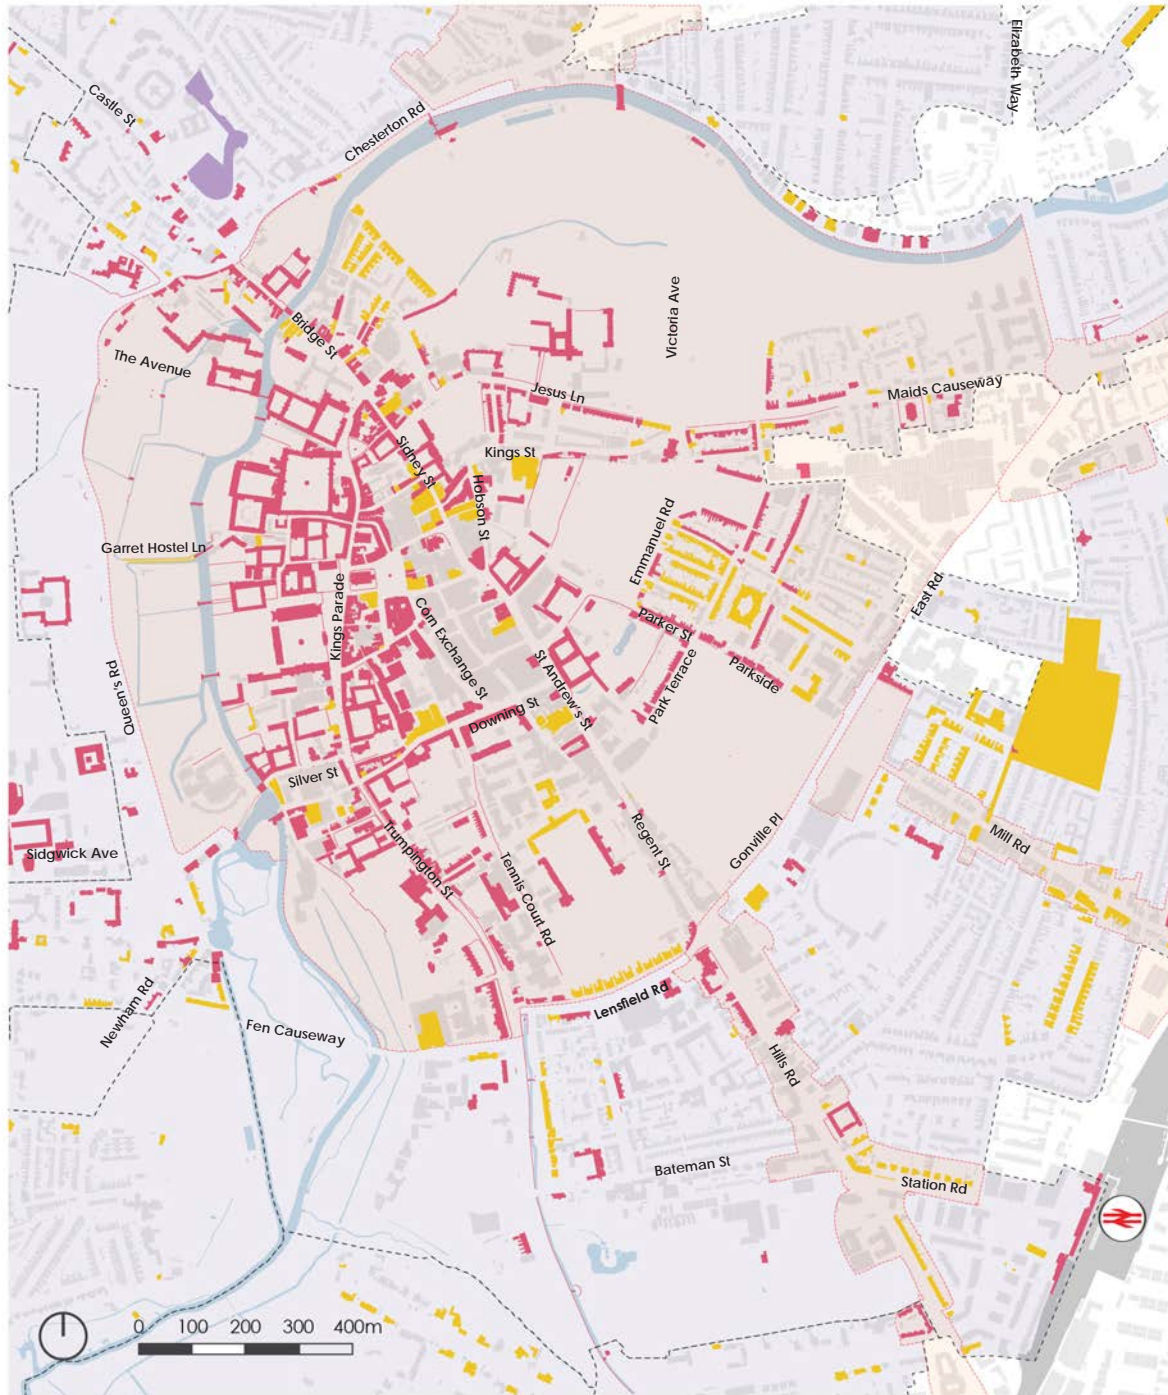 Elizabeth Way
Castle St
Chesterton Rd
Victoria Ave
Bridge St
The Avenue
Jesus Ln
Maids Causeway
Sidney St
Kings St
Hobson St
Emmanuel Rd
Garret Hostel Ln
Kings Parade
Corn Exchange St
East Rd
Parker St
Parkside
Park Terrace
St Andrew's St
Queen's Rd
Downing St
Silver St
Sidgwick Ave
Trumpington St
Tennis Court Rd
Regent St
Gonville Pl
Mill Rd
Newham Rd
Fen Causeway
Lensfield Rd
Hills Rd
Bateman St
Station Rd
0 100 200 300 400m